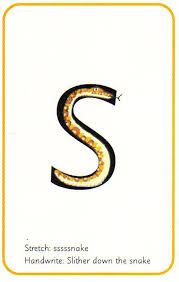 s
Stretch: sssssnake
Handwrite: Slither down the snake